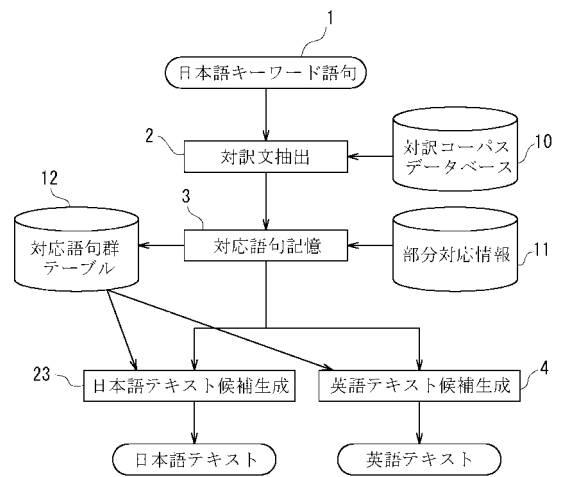 1
日本語キーワード語句
2
対訳文抽出
対訳コーパス
データベース
10
12
3
対応語句群
テーブル
対応語句記憶
部分対応情報
11
23
日本語テキスト候補生成
英語テキスト候補生成
4
日本語テキスト
英語テキスト